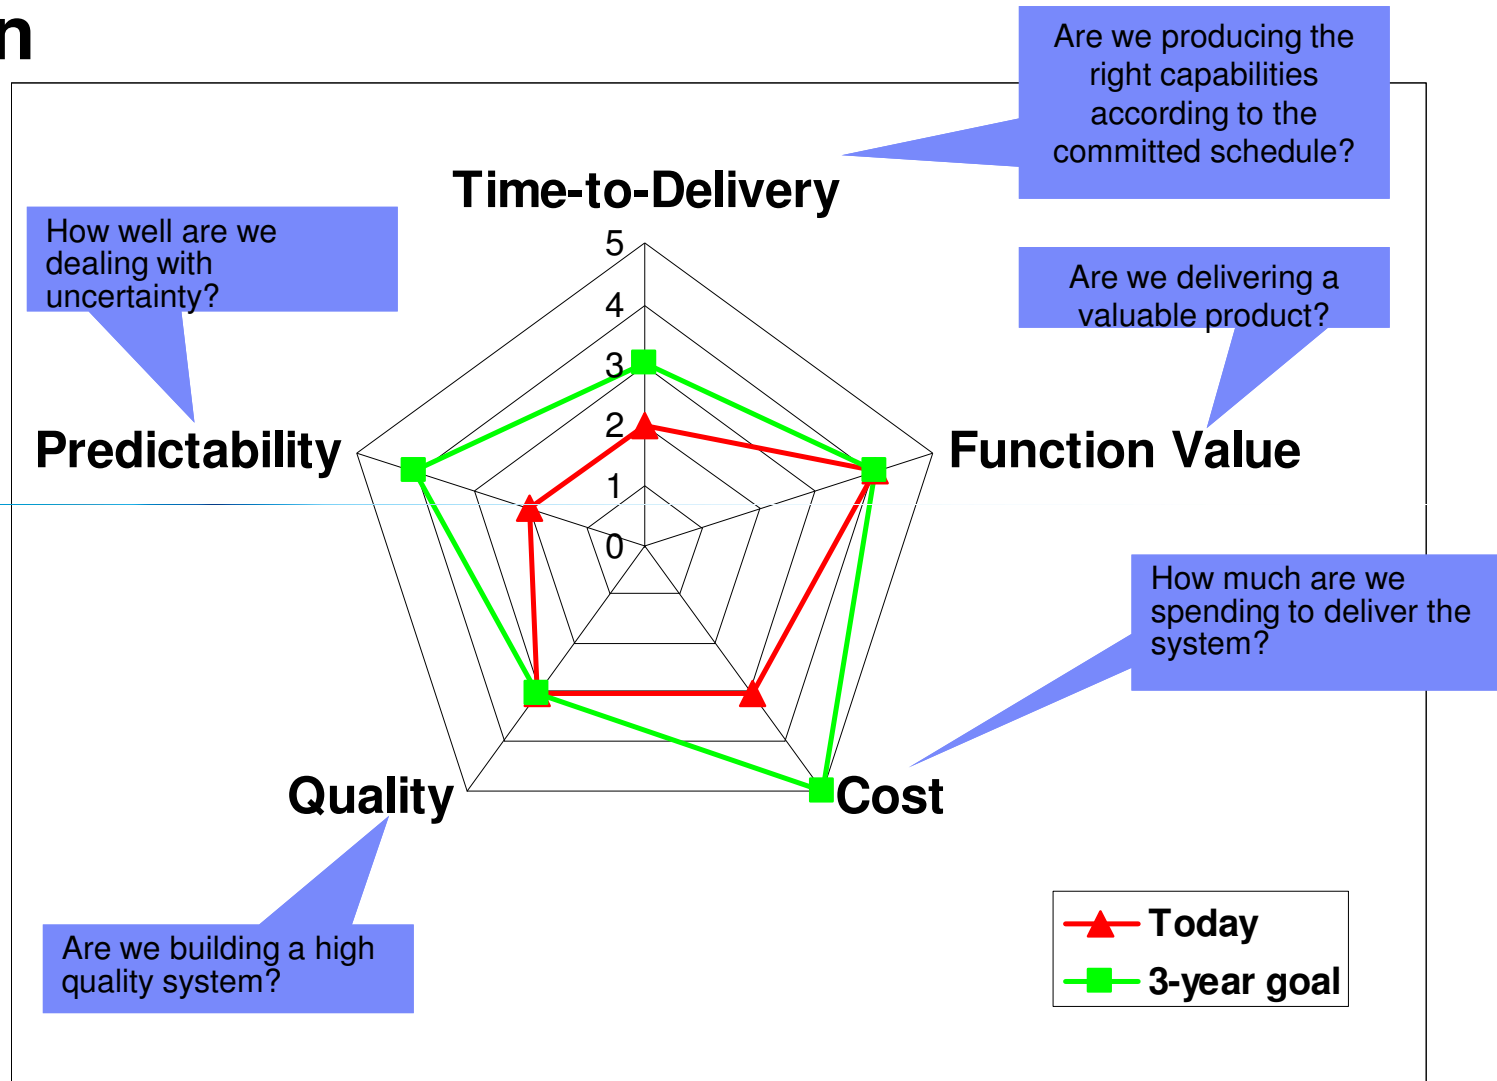 n
Are we producing the
right capabilities
according to the
committed schedule?
Time-to-Delivery
How well are we
dealing with
uncertainty?
Are we delivering a
valuable product?
5
4
3
2
1
0
Predictability
Function Value
How much are we
spending to deliver the
system?
Quality
Cost
Are we building a high
quality system?
Today
3-year goal